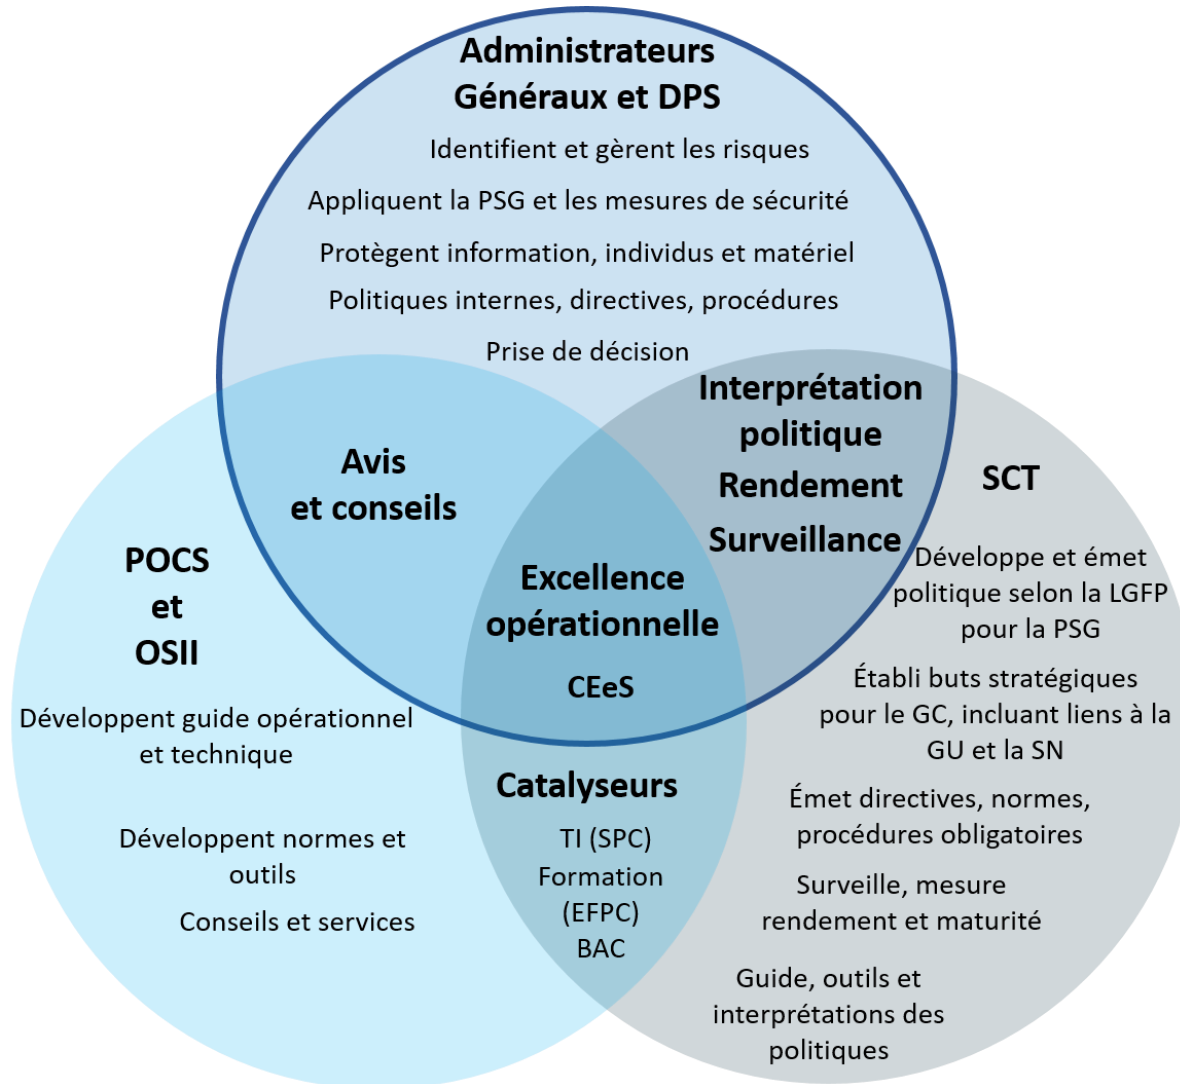 Administrateurs
Généraux et DPS
Identifient et gèrent les risques
Appliquent la PSG et les mesures de sécurité
Protègent information, individus et matériel
Politiques internes, directives, procédures
Prise de décision
Avis
et conseils
Interprétation
politique
Rendement
Surveillance
Excellence
opérationnelle
CEeS
POCS
et
OSII
Développent guide opérationnel
et technique
Développent normes et
outils
Conseils et services
Catalyseurs
TI (SPC)
Formation
(EFPC)
BAC
SCT
Développe et émet
politique selon la LGFP
pour la PSG
Établi buts stratégiques
pour le GC, incluant liens à la
GU et la SN
Émet directives, normes,
procédures obligatoires
Surveille, mesure
rendement et maturité
Guide, outils et
interprétations des
politiques